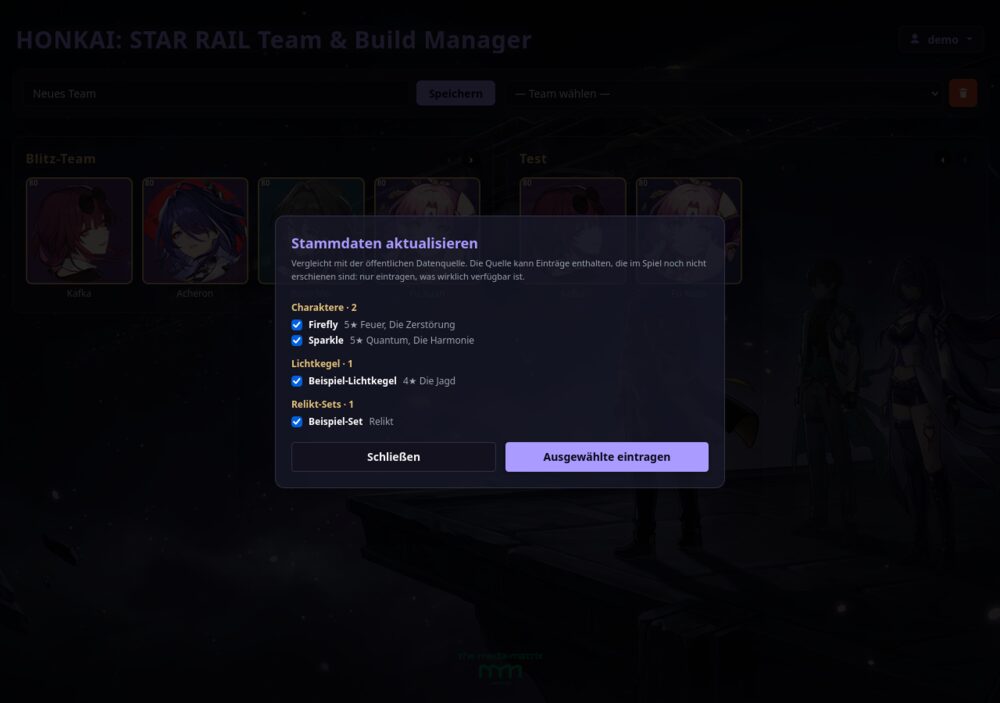 HONKAI: STAR RAIL Team & Build Manager
demo
Neues Team
Speichern
— Team wählen —
Blitz-Team
Test
80
80
80
80
80
80
Kafka
Acheron
Stammdaten aktualisieren
Vergleicht mit der öffentlichen Datenquelle. Die Quelle kann Einträge enthalten, die im Spiel noch nicht
erschienen sind: nur eintragen, was wirklich verfügbar ist.
Charaktere · 2
Firefly 5★ Feuer, Die Zerstörung
Sparkle 5★ Quantum, Die Harmonie
Lichtkegel · 1
Beispiel-Lichtkegel 4★ Die Jagd
Relikt-Sets · 1
Beispiel-Set Relikt
Schließen
Ausgewählte eintragen
the-media-matrix